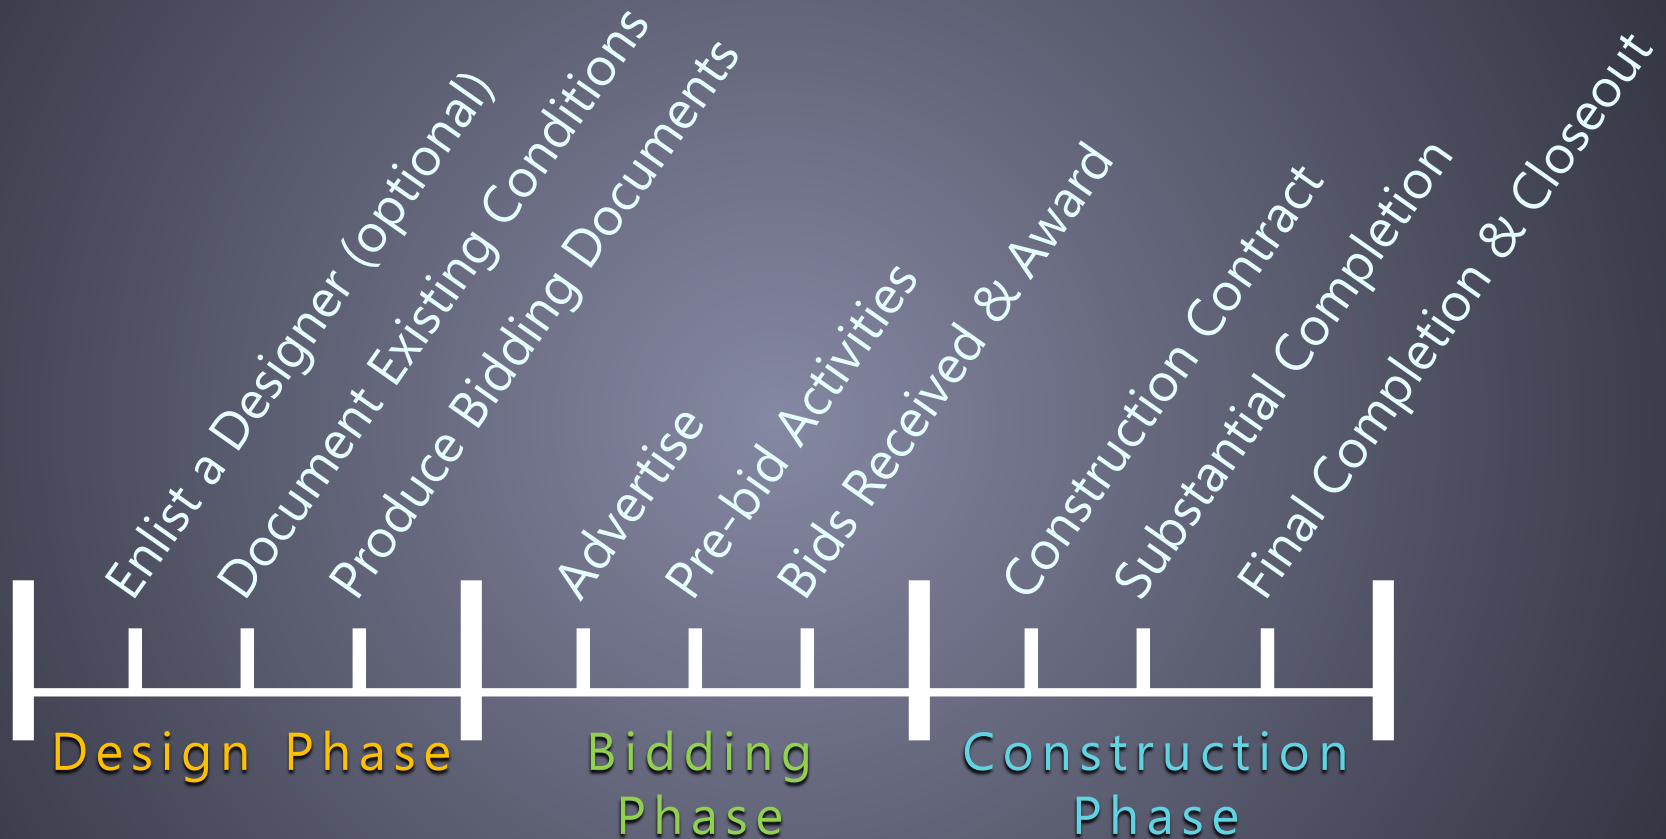 Enlist a Designer (optional)
Document Existing Conditions
Produce Bidding Documents
Advertise
Pre-bid Activities
Bids Received & Award
Construction Contract
Substantial Completion
Final Completion & Closeout
Design Phase
Bidding
Phase
Construction
Phase